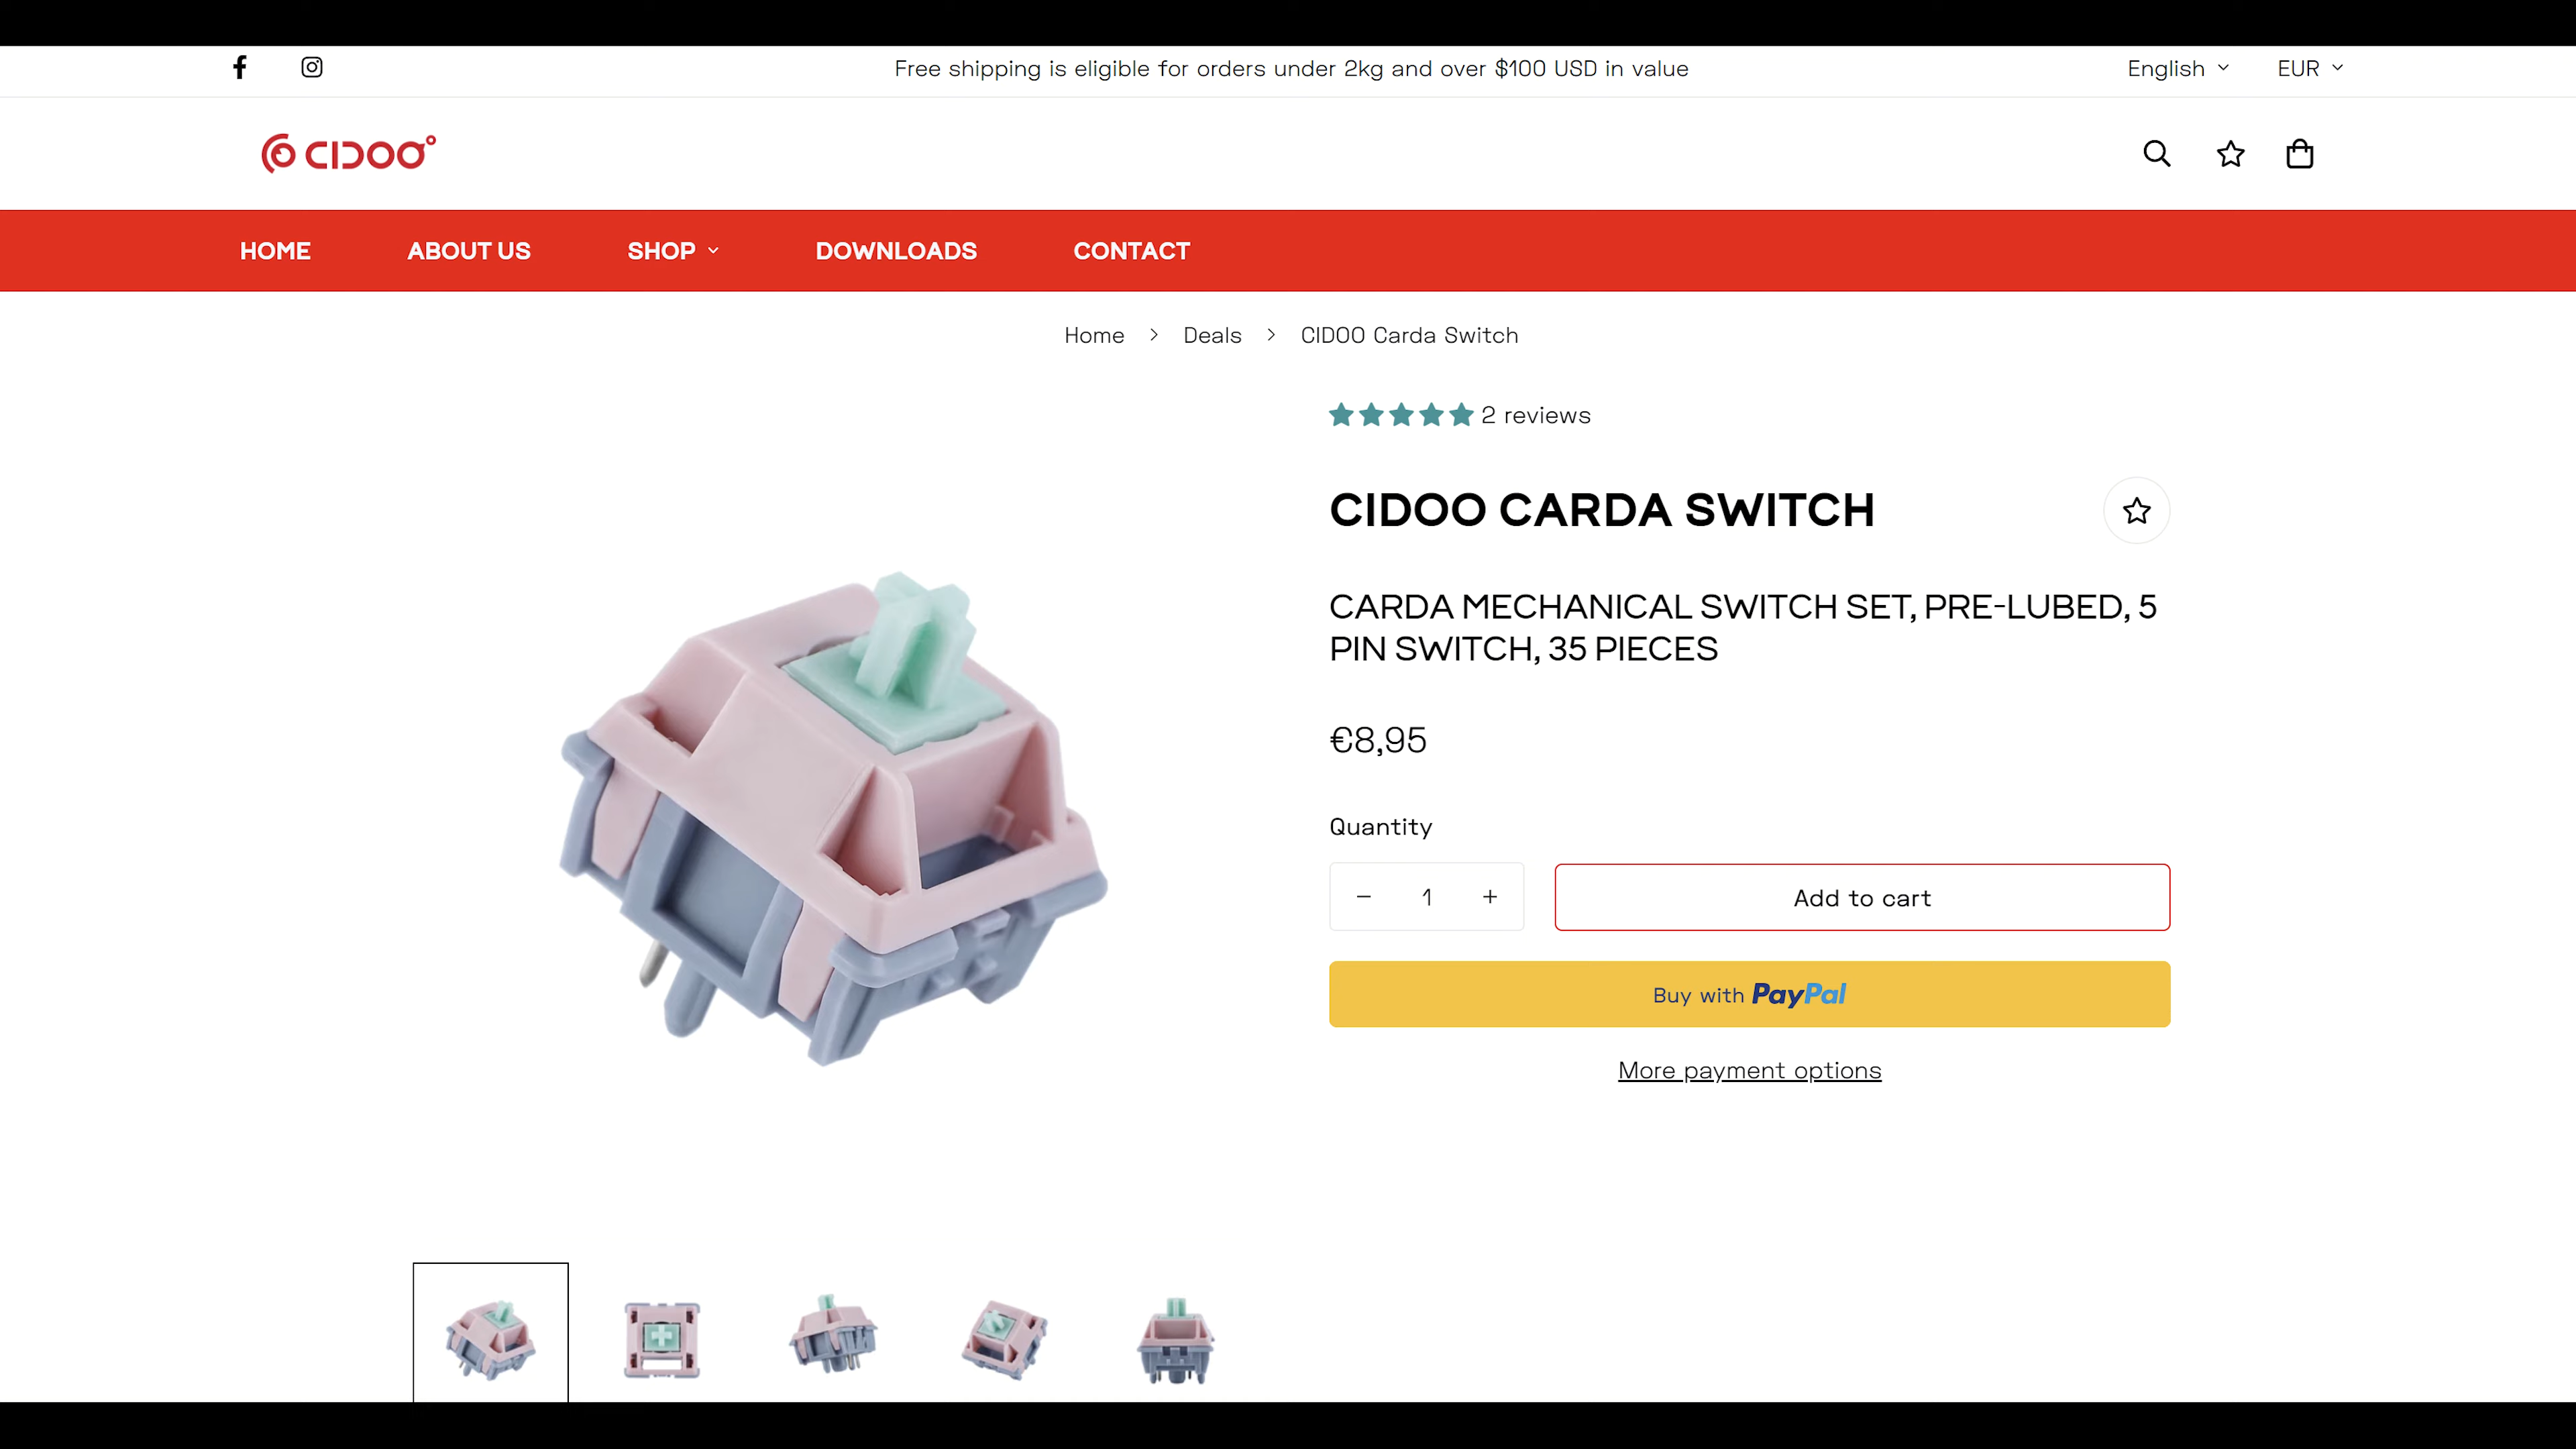 Free shipping is eligible for orders under 2kg and over $100 USD in value
English
EUR
CIDOO
HOME
ABOUT US
SHOP
DOWNLOADS
CONTACT
Home > Deals > CIDOO Carda Switch
2 reviews
CIDOO CARDA SWITCH
CARDA MECHANICAL SWITCH SET, PRE-LUBED, 5
PIN SWITCH, 35 PIECES
€8,95
Quantity
− 1 +
Add to cart
Buy with PayPal
More payment options